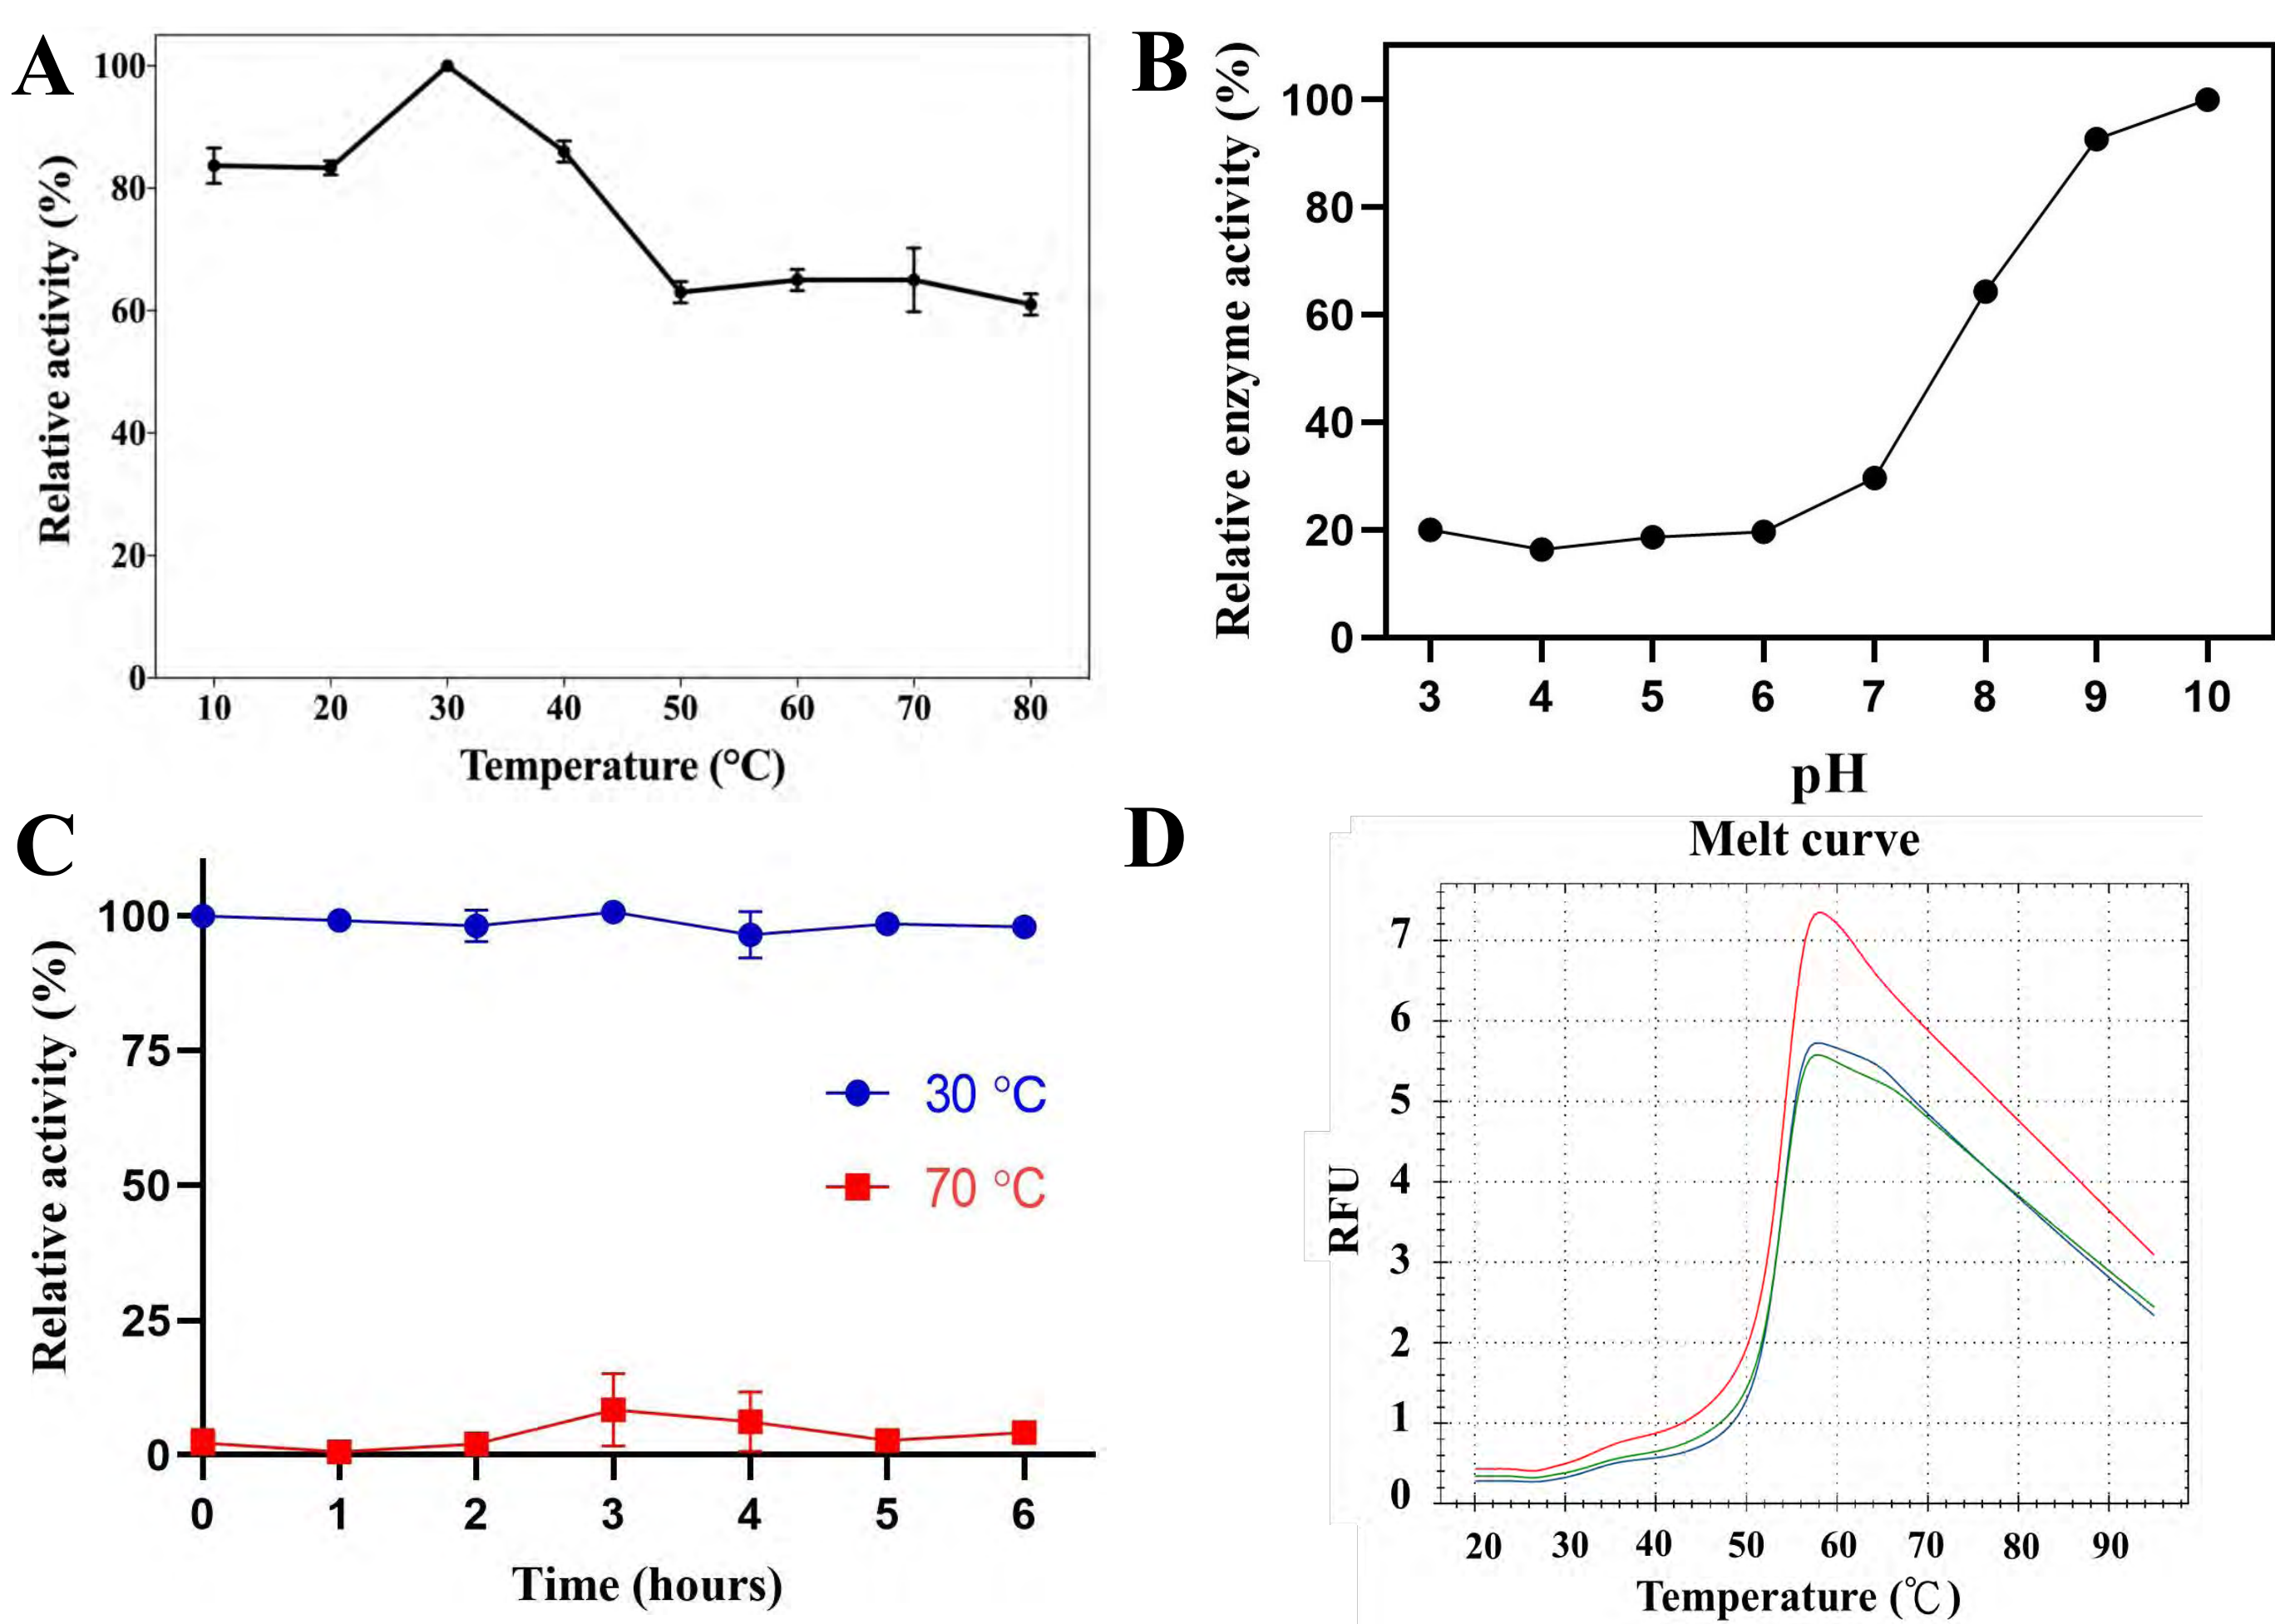 A
Relative activity (%)
100
80
60
40
20
0
10 20 30 40 50 60 70 80
Temperature (°C)
B
Relative enzyme activity (%)
100
80
60
40
20
0
3 4 5 6 7 8 9 10
pH
C
Relative activity (%)
100
75
50
25
0
30 °C
70 °C
0 1 2 3 4 5 6
Time (hours)
D
Melt curve
RFU
7
6
5
4
3
2
1
0
20 30 40 50 60 70 80 90
Temperature (℃)